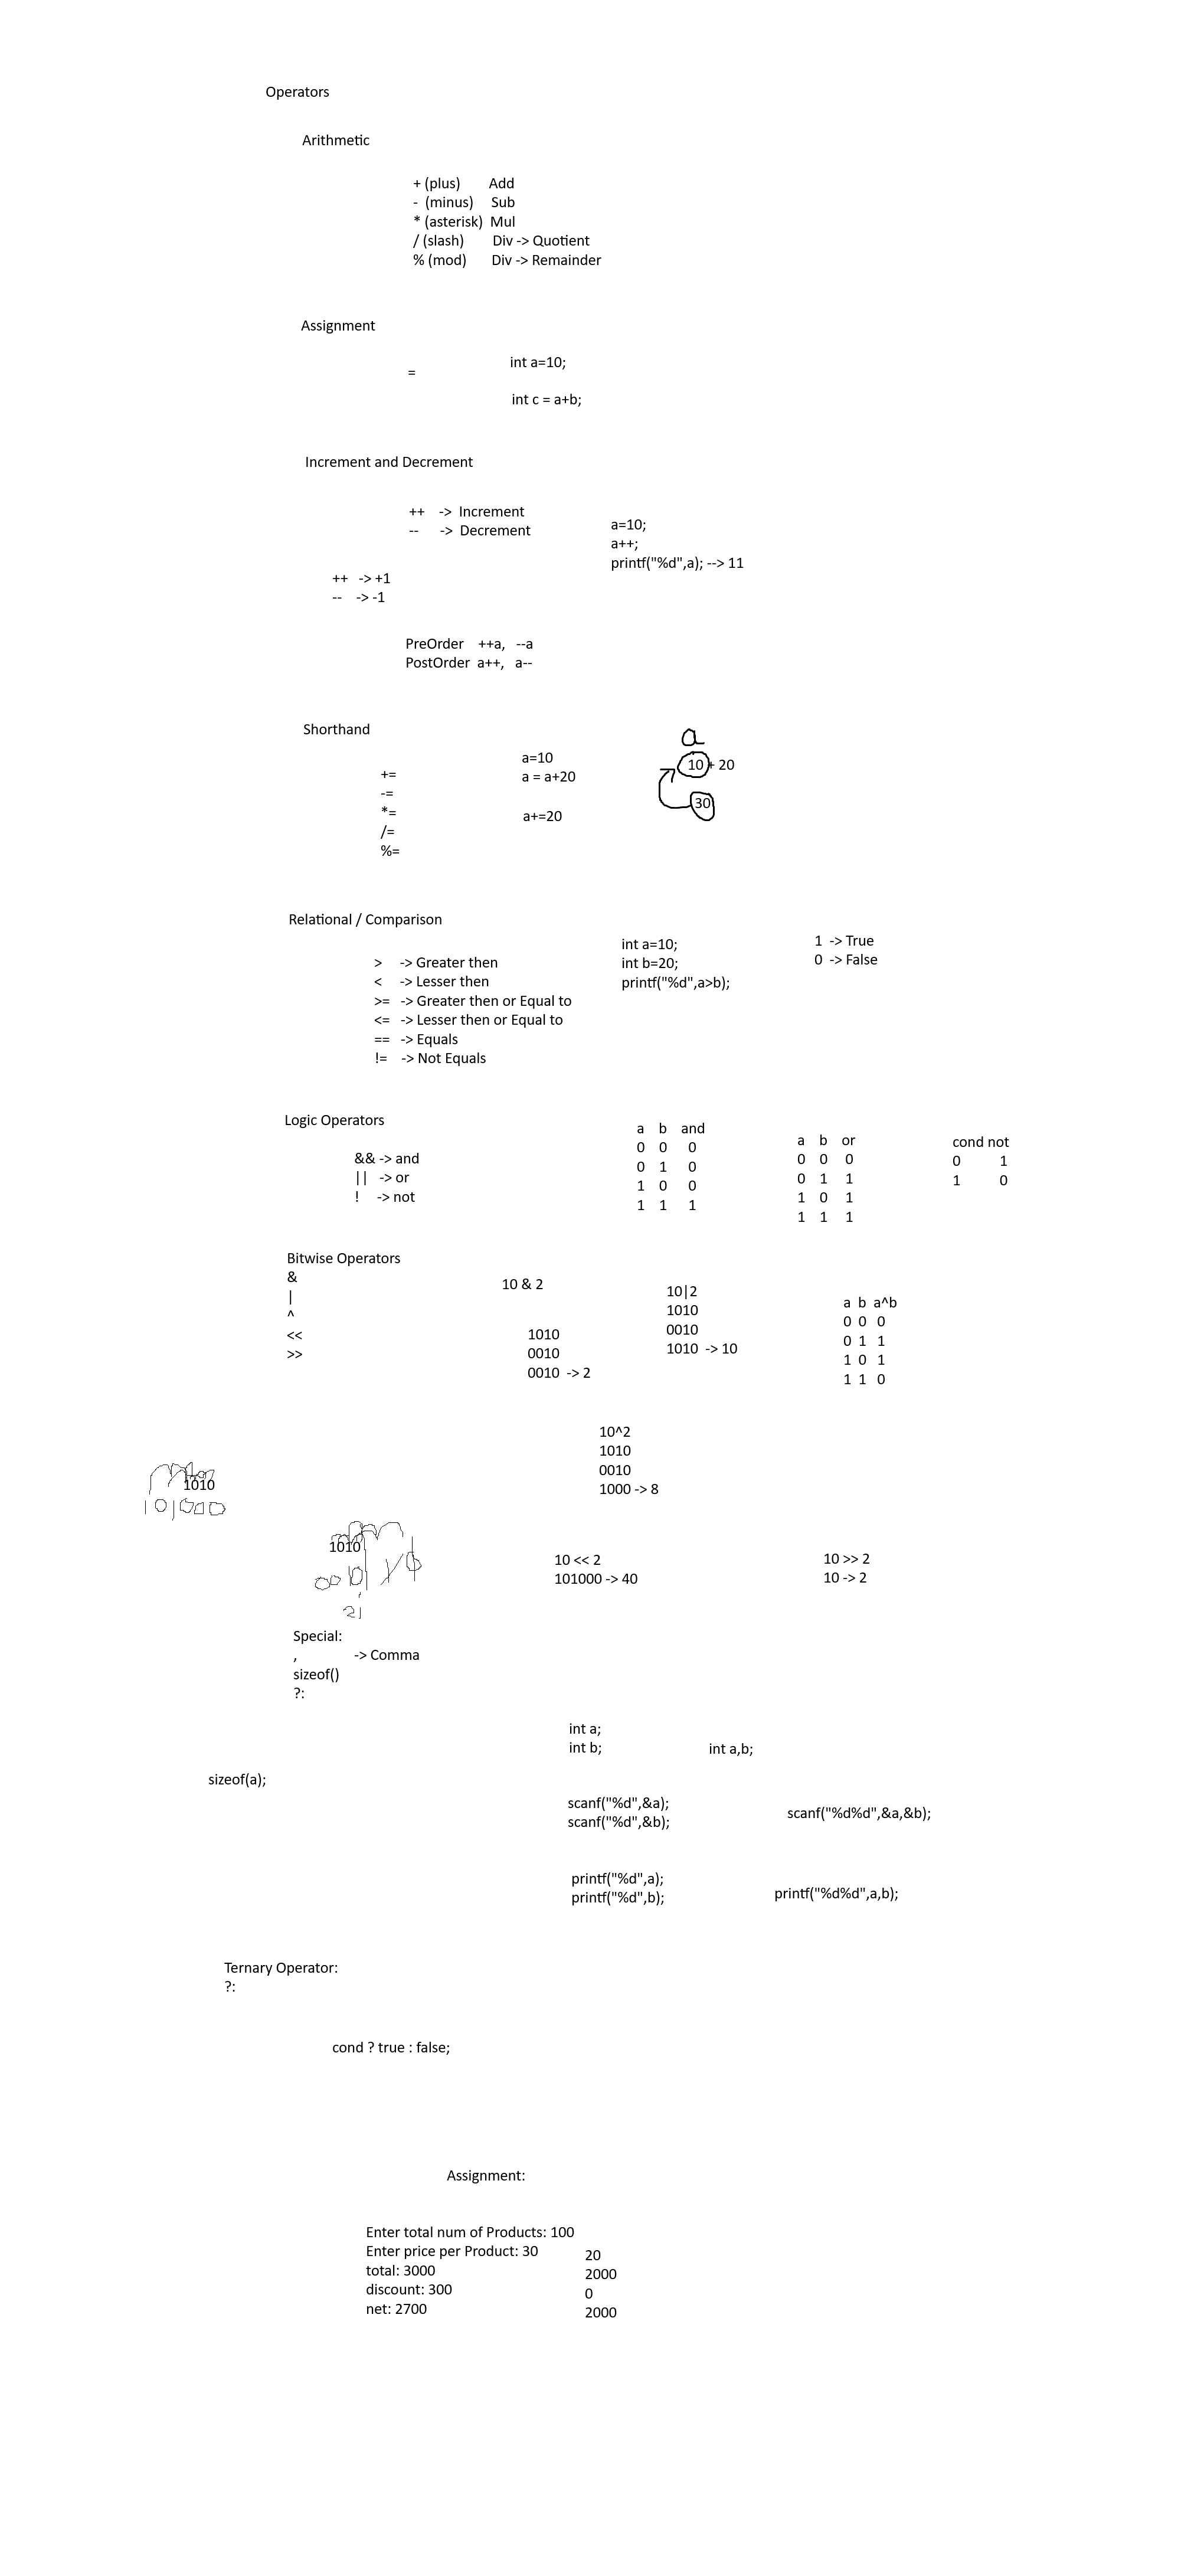 Operators
Arithmetic
+ (plus) Add
- (minus) Sub
* (asterisk) Mul
/ (slash) Div -> Quotient
% (mod) Div -> Remainder
Assignment
=
int a=10;
int c = a+b;
Increment and Decrement
++ -> Increment
-- -> Decrement
a=10;
a++;
printf("%d",a); --> 11
++ -> +1
-- -> -1
PreOrder ++a, --a
PostOrder a++, a--
Shorthand
+=
-=
*=
/=
%=
a=10
a = a+20
a+=20
a
10 + 20
30
Relational / Comparison
> -> Greater then
< -> Lesser then
>= -> Greater then or Equal to
<= -> Lesser then or Equal to
== -> Equals
!= -> Not Equals
int a=10;
int b=20;
printf("%d",a>b);
1 -> True
0 -> False
Logic Operators
&& -> and
|| -> or
! -> not
a b and
0 0 0
0 1 0
1 0 0
1 1 1
a b or
0 0 0
0 1 1
1 0 1
1 1 1
cond not
0 1
1 0
Bitwise Operators
&
|
^
<<
>>
10 & 2
1010
0010
0010 -> 2
10|2
1010
0010
1010 -> 10
a b a^b
0 0 0
0 1 1
1 0 1
1 1 0
10^2
1010
0010
1000 -> 8
1010
101000
1010
10 << 2
101000 -> 40
10 >> 2
10 -> 2
21
Special:
, -> Comma
sizeof()
?:
int a;
int b;
int a,b;
sizeof(a);
scanf("%d",&a);
scanf("%d",&b);
scanf("%d%d",&a,&b);
printf("%d",a);
printf("%d",b);
printf("%d%d",a,b);
Ternary Operator:
?:
cond ? true : false;
Assignment:
Enter total num of Products: 100
Enter price per Product: 30
total: 3000
discount: 300
net: 2700
20
2000
0
2000